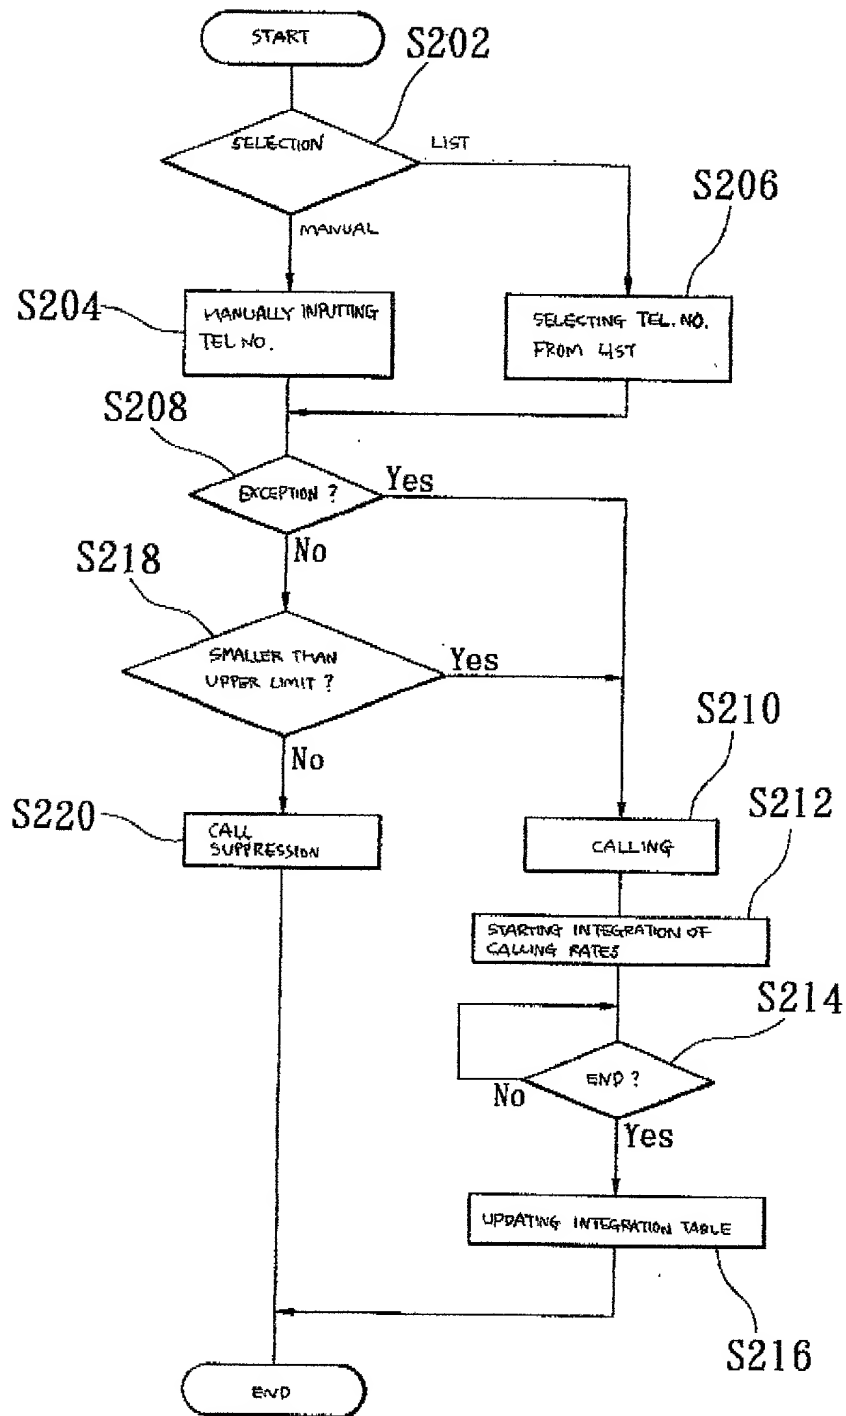 START
S202
SELECTION
LIST
MANUAL
S206
S204
MANUALLY INPUTTING
TEL NO.
SELECTING TEL. NO.
FROM LIST
S208
EXCEPTION ?
Yes
No
S218
SMALLER THAN
UPPER LIMIT ?
Yes
No
S210
S220
CALL
SUPPRESSION
S212
CALLING
STARTING INTEGRATION OF
CALLING RATES
S214
END ?
No
Yes
UPDATING INTEGRATION TABLE
S216
END